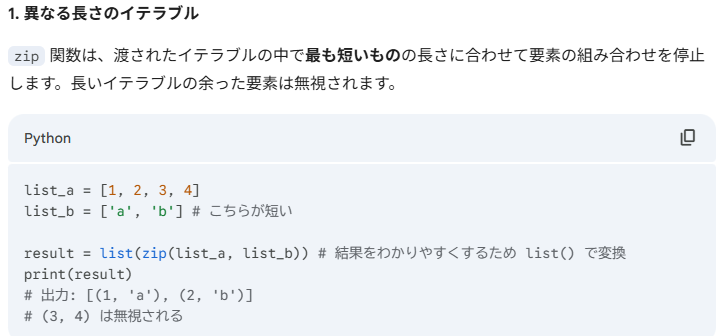 1. 異なる長さのイテラブル
zip 関数は、渡されたイテラブルの中で最も短いものの長さに合わせて要素の組み合わせを停止
します。長いイテラブルの余った要素は無視されます。
Python
list_a = [1, 2, 3, 4]
list_b = ['a', 'b'] # こちらが短い
result = list(zip(list_a, list_b)) # 結果をわかりやすくするため list() で変換
print(result)
# 出力: [(1, 'a'), (2, 'b')]
# (3, 4) は無視される